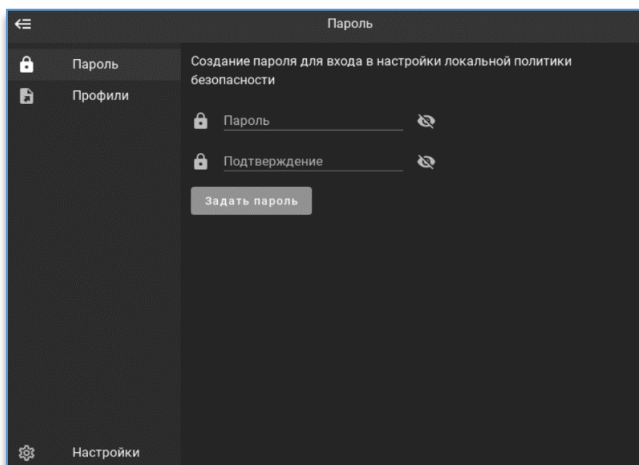 Пароль
Пароль
Профили
Создание пароля для входа в настройки локальной политики
безопасности
Пароль
Подтверждение
Задать пароль
Настройки